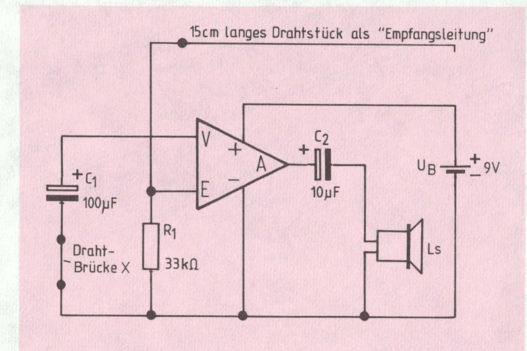 15cm langes Drahtstück als "Empfangsleitung"
V
+
A
E
−
+ C1
100µF
+ C2
10µF
UB
+
−
9V
Draht-
Brücke X
R1
33kΩ
Ls